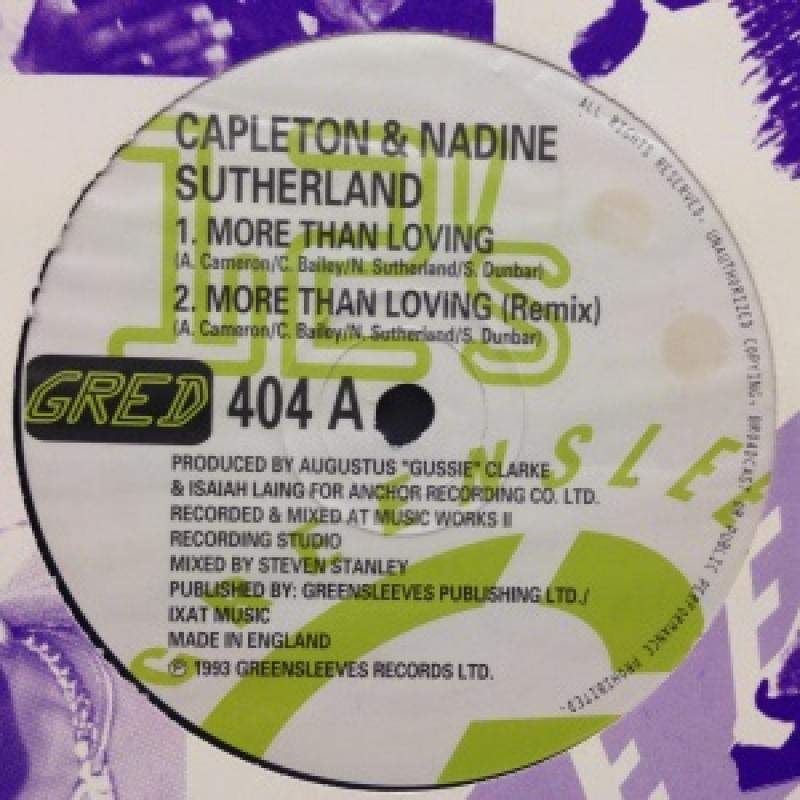 CAPLETON & NADINE
SUTHERLAND
1. MORE THAN LOVING
(A. Cameron/C. Bailey/N. Sutherland/S. Dunbar)
2. MORE THAN LOVING (Remix)
(A. Cameron/C. Bailey/N. Sutherland/S. Dunbar)
12's
GRED 404 A
GREENSLEE
PRODUCED BY AUGUSTUS "GUSSIE" CLARKE
& ISAIAH LAING FOR ANCHOR RECORDING CO. LTD.
RECORDED & MIXED AT MUSIC WORKS II
RECORDING STUDIO
MIXED BY STEVEN STANLEY
PUBLISHED BY: GREENSLEEVES PUBLISHING LTD./
IXAT MUSIC
MADE IN ENGLAND
℗ 1993 GREENSLEEVES RECORDS LTD.
ALL RIGHTS RESERVED. UNAUTHORIZED COPYING, BROADCAST OR PUBLIC PERFORMANCE PROHIBITED.